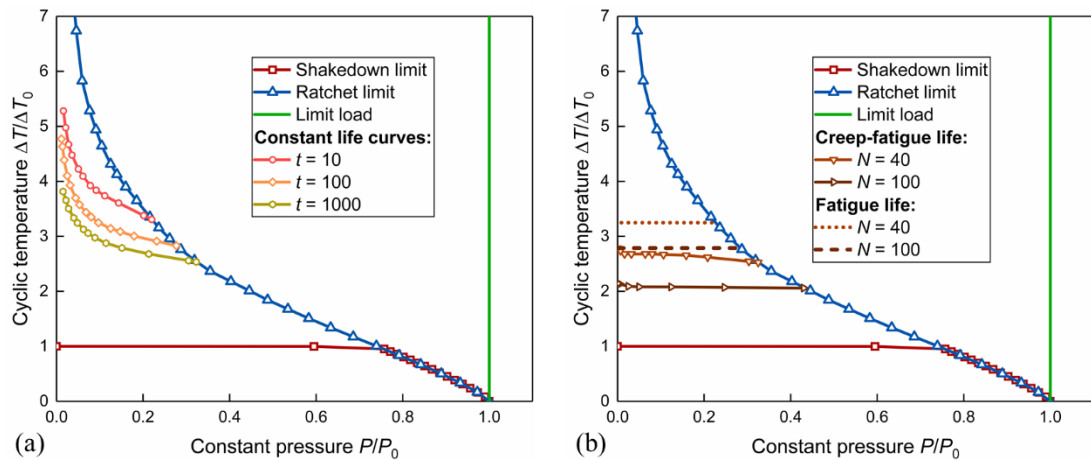 7
6
5
4
3
2
1
0
Cyclic temperature ΔT/ΔT₀
Shakedown limit
Ratchet limit
Limit load
Constant life curves:
t = 10
t = 100
t = 1000
0.0 0.2 0.4 0.6 0.8 1.0
(a) Constant pressure P/P₀
7
6
5
4
3
2
1
0
Cyclic temperature ΔT/ΔT₀
Shakedown limit
Ratchet limit
Limit load
Creep-fatigue life:
N = 40
N = 100
Fatigue life:
N = 40
N = 100
0.0 0.2 0.4 0.6 0.8 1.0
(b) Constant pressure P/P₀